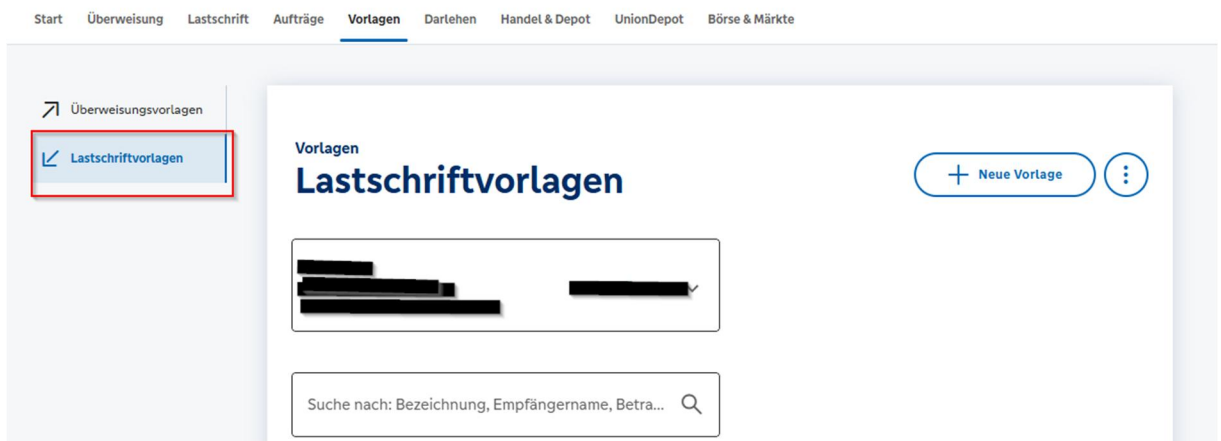 Start Überweisung Lastschrift Aufträge Vorlagen Darlehen Handel & Depot UnionDepot Börse & Märkte
Überweisungsvorlagen
Lastschriftvorlagen
Vorlagen
Lastschriftvorlagen
Neue Vorlage
Suche nach: Bezeichnung, Empfängername, Betra...